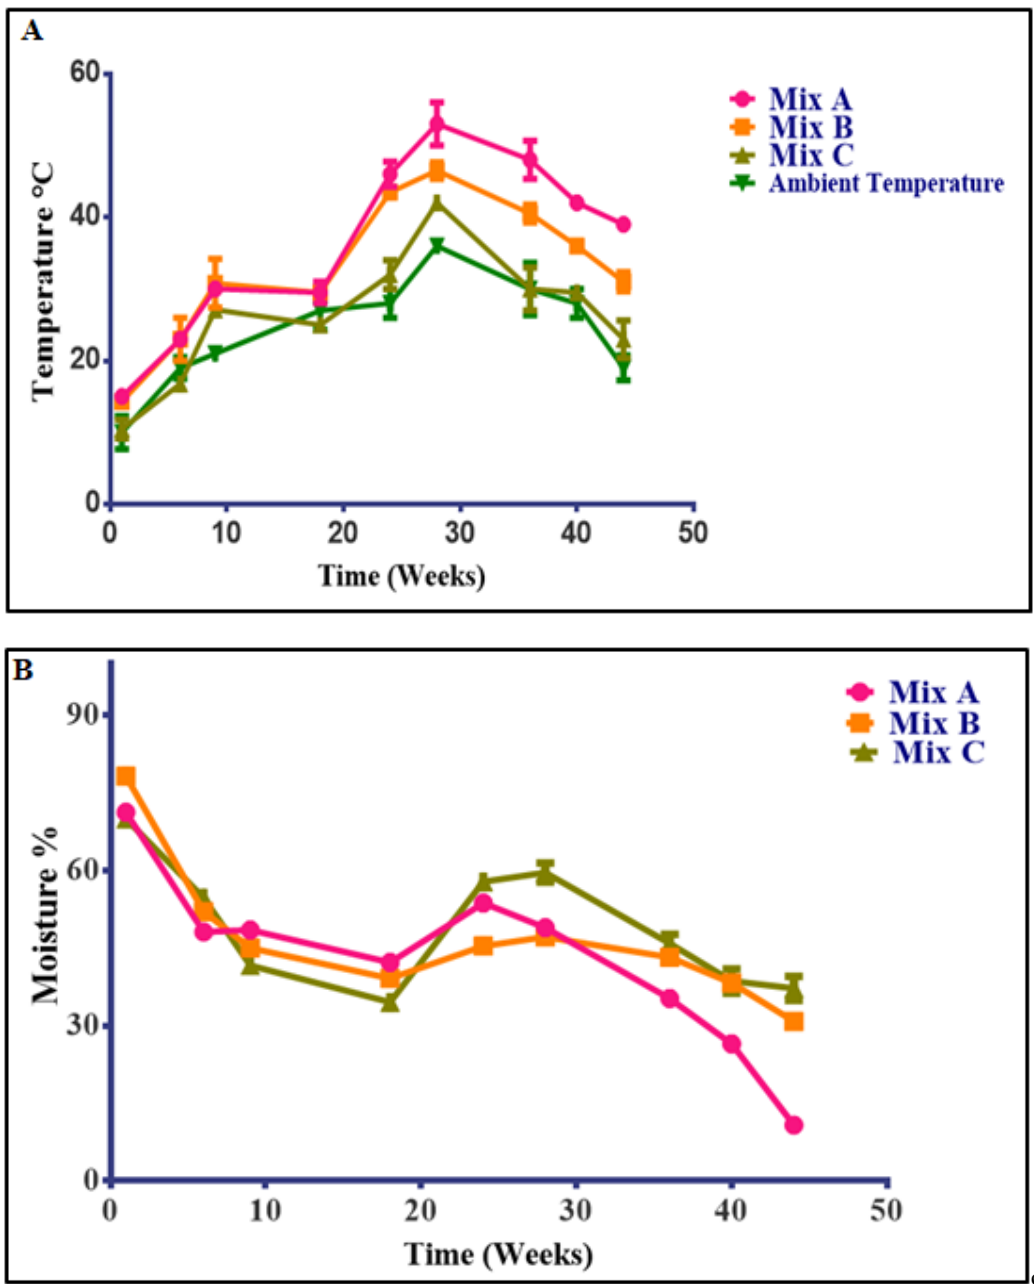 A
60
40
20
0
Temperature °C
0 10 20 30 40 50
Time (Weeks)
Mix A
Mix B
Mix C
Ambient Temperature
B
90
60
30
0
Moisture %
0 10 20 30 40 50
Time (Weeks)
Mix A
Mix B
Mix C